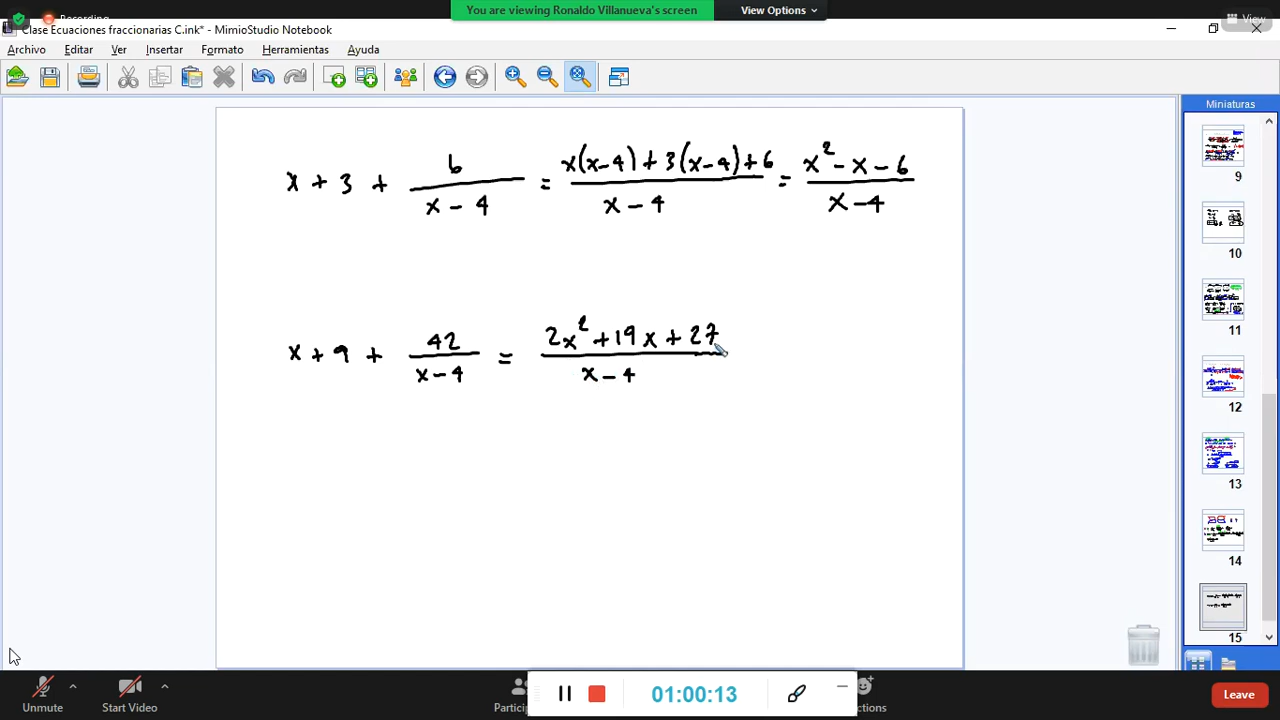 Recording
You are viewing Ronaldo Villanueva's screen
View Options
View
Clase Ecuaciones fraccionarias C.ink* - MimioStudio Notebook
Archivo Editar Ver Insertar Formato Herramientas Ayuda
Miniaturas
x + 3 + 6/(x - 4) = (x(x-4) + 3(x-4) + 6)/(x - 4) = (x² - x - 6)/(x - 4)
x + 9 + 42/(x - 4) = (2x² + 19x + 27)/(x - 4)
9
10
11
12
13
14
15
Unmute
Start Video
01:00:13
Leave